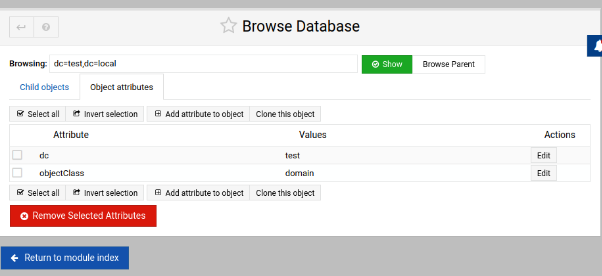 Browse Database
Browsing: dc=test,dc=local Show Browse Parent
Child objects Object attributes
Select all Invert selection Add attribute to object Clone this object
Attribute Values Actions
dc test Edit
objectClass domain Edit
Select all Invert selection Add attribute to object Clone this object
Remove Selected Attributes
Return to module index